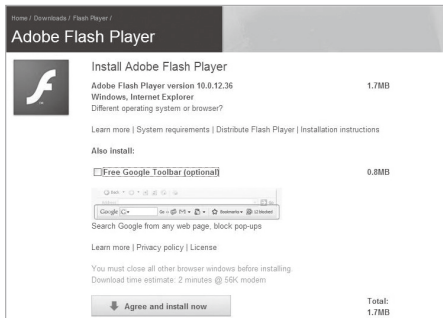 Home / Downloads / Flash Player /
Adobe Flash Player
Install Adobe Flash Player
Adobe Flash Player version 10.0.12.36 1.7MB
Windows, Internet Explorer
Different operating system or browser?
Learn more | System requirements | Distribute Flash Player | Installation instructions
Also install:
Free Google Toolbar (optional) 0.8MB
Google G Go Bookmarks 12 blocked
Search Google from any web page, block pop-ups
Learn more | Privacy policy | License
You must close all other browser windows before installing.
Download time estimate: 2 minutes @ 56K modem
Agree and install now
Total:
1.7MB